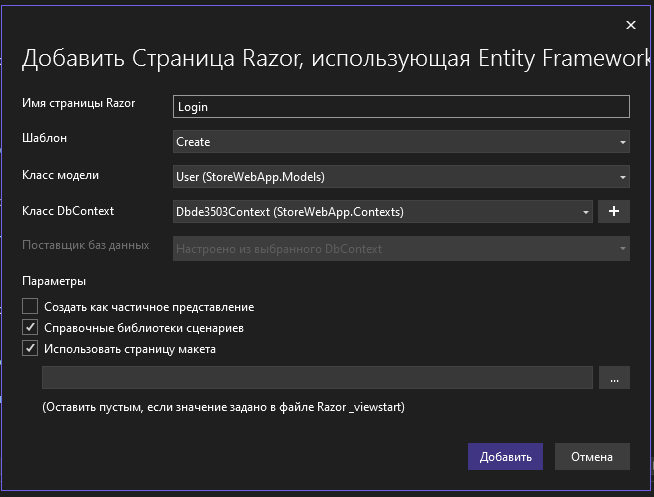 Добавить Страница Razor, использующая Entity Framework
Имя страницы Razor
Login
Шаблон
Create
Класс модели
User (StoreWebApp.Models)
Класс DbContext
Dbde3503Context (StoreWebApp.Contexts)
Поставщик баз данных
Настроено из выбранного DbContext
Параметры
Создать как частичное представление
Справочные библиотеки сценариев
Использовать страницу макета
...
(Оставить пустым, если значение задано в файле Razor _viewstart)
Добавить
Отмена